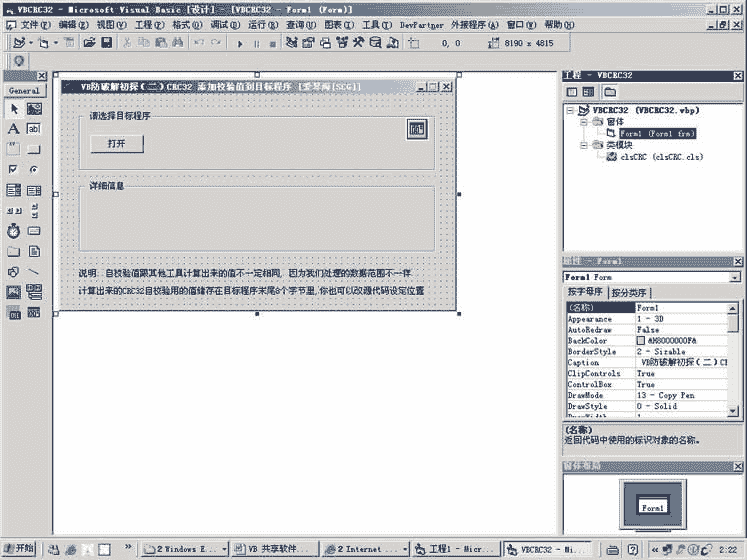 VBCRC32 - Microsoft Visual Basic [设计] - [VBCRC32 - Form1 (Form)]
文件(F) 编辑(E) 视图(V) 工程(P) 格式(O) 调试(D) 运行(R) 查询(U) 图表(I) 工具(T) DevPartner 外接程序(A) 窗口(W) 帮助(H)
0, 0 8190 x 4815
General
VB防破解初探(二)CRC32 添加校验值到目标程序 [爱琴海[SCG]]
请选择目标程序
打开
详细信息
说明: 自校验值跟其他工具计算出来的值不一定相同, 因为我们处理的数据范围不一样
计算出来的CRC32自校验用的值储存在目标程序末尾8个字节里,你也可以改源代码设定位置
工程 - VBCRC32
VBCRC32 (VBCRC32.vbp)
窗体
Form1 (Form1.frm)
类模块
clsCRC (clsCRC.cls)
属性 - Form1
Form1 Form
按字母序 按分类序
(名称) Form1
Appearance 1 - 3D
AutoRedraw False
BackColor &H8000000F&
BorderStyle 2 - Sizable
Caption VB防破解初探(二)CR
ClipControls True
ControlBox True
DrawMode 13 - Copy Pen
DrawStyle 0 - Solid
DrawWidth 1
(名称)
返回代码中使用的标识对象的名称。
窗体布局
Form1
开始 2 Windows E... VB 共享软件... 2 Internet ... 工程1 - Micr... VBCRC32 - Mi... 2:22